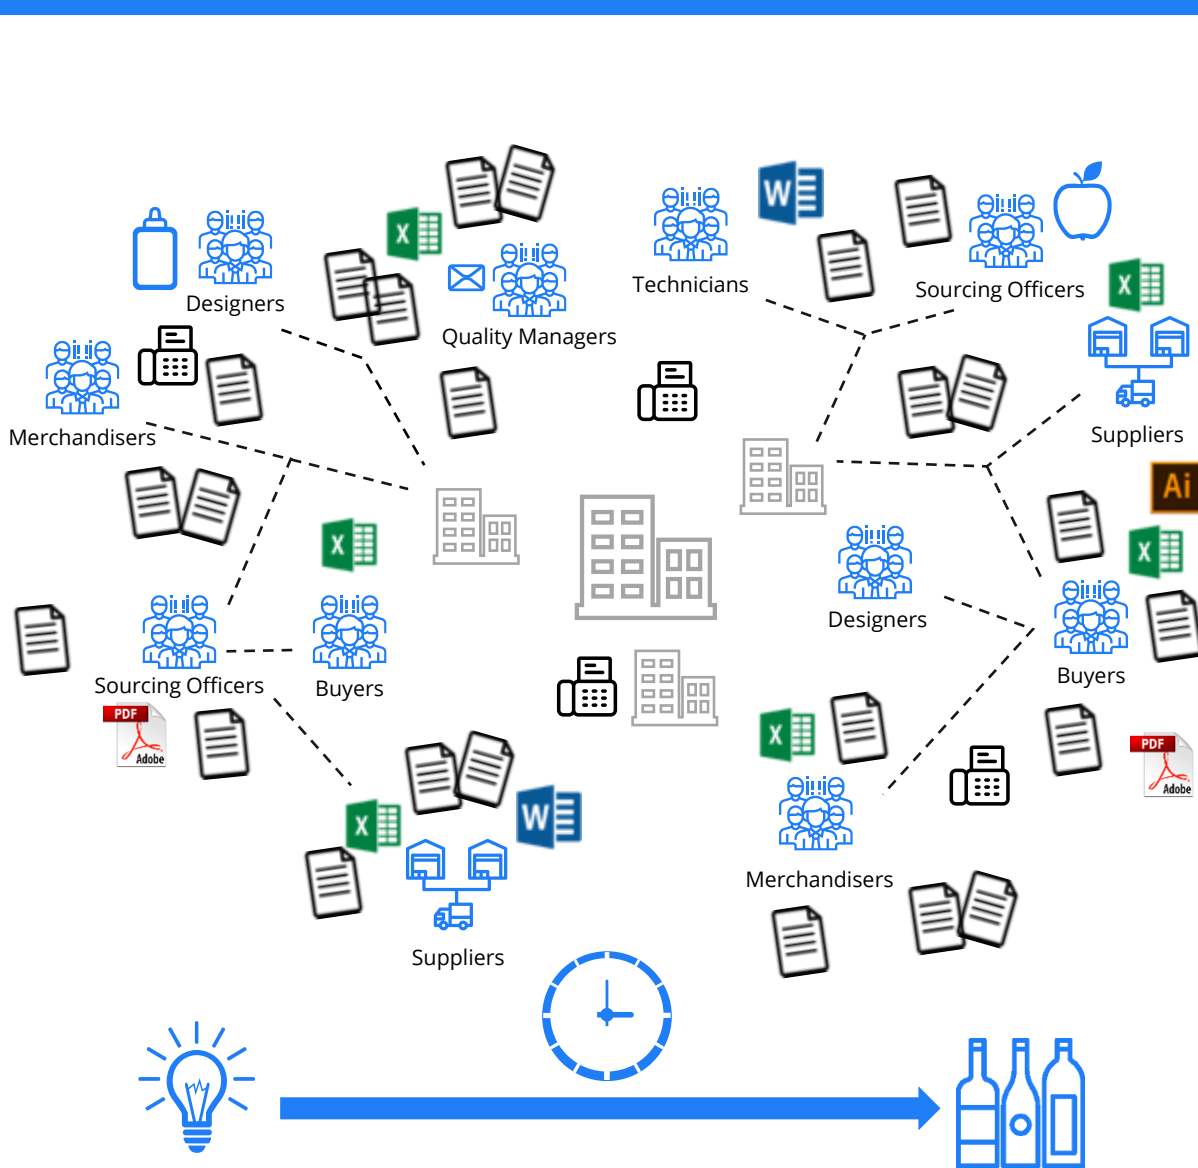 W
X
Technicians
Sourcing Officers
Designers
X
Quality Managers
X
Merchandisers
Suppliers
Ai
X
X
Designers
Sourcing Officers
Buyers
Buyers
PDF
Adobe
X
PDF
Adobe
X
W
Merchandisers
Suppliers